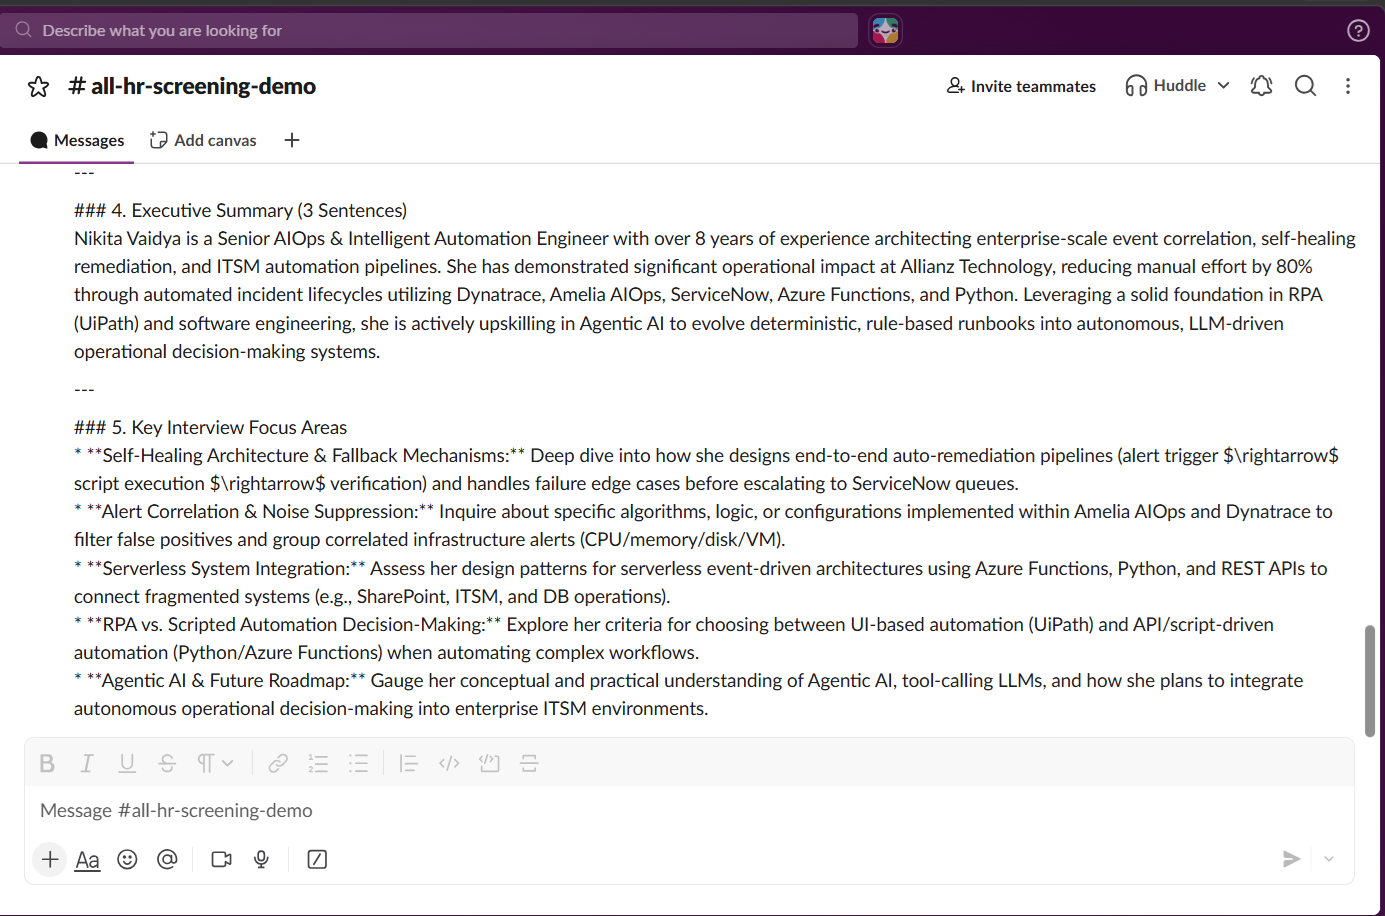 Describe what you are looking for
# all-hr-screening-demo
Invite teammates
Huddle
Messages
Add canvas
---
### 4. Executive Summary (3 Sentences)
Nikita Vaidya is a Senior AIOps & Intelligent Automation Engineer with over 8 years of experience architecting enterprise-scale event correlation, self-healing
remediation, and ITSM automation pipelines. She has demonstrated significant operational impact at Allianz Technology, reducing manual effort by 80%
through automated incident lifecycles utilizing Dynatrace, Amelia AIOps, ServiceNow, Azure Functions, and Python. Leveraging a solid foundation in RPA
(UiPath) and software engineering, she is actively upskilling in Agentic AI to evolve deterministic, rule-based runbooks into autonomous, LLM-driven
operational decision-making systems.
---
### 5. Key Interview Focus Areas
* **Self-Healing Architecture & Fallback Mechanisms:** Deep dive into how she designs end-to-end auto-remediation pipelines (alert trigger $\rightarrow$
script execution $\rightarrow$ verification) and handles failure edge cases before escalating to ServiceNow queues.
* **Alert Correlation & Noise Suppression:** Inquire about specific algorithms, logic, or configurations implemented within Amelia AIOps and Dynatrace to
filter false positives and group correlated infrastructure alerts (CPU/memory/disk/VM).
* **Serverless System Integration:** Assess her design patterns for serverless event-driven architectures using Azure Functions, Python, and REST APIs to
connect fragmented systems (e.g., SharePoint, ITSM, and DB operations).
* **RPA vs. Scripted Automation Decision-Making:** Explore her criteria for choosing between UI-based automation (UiPath) and API/script-driven
automation (Python/Azure Functions) when automating complex workflows.
* **Agentic AI & Future Roadmap:** Gauge her conceptual and practical understanding of Agentic AI, tool-calling LLMs, and how she plans to integrate
autonomous operational decision-making into enterprise ITSM environments.
Message #all-hr-screening-demo
Aa